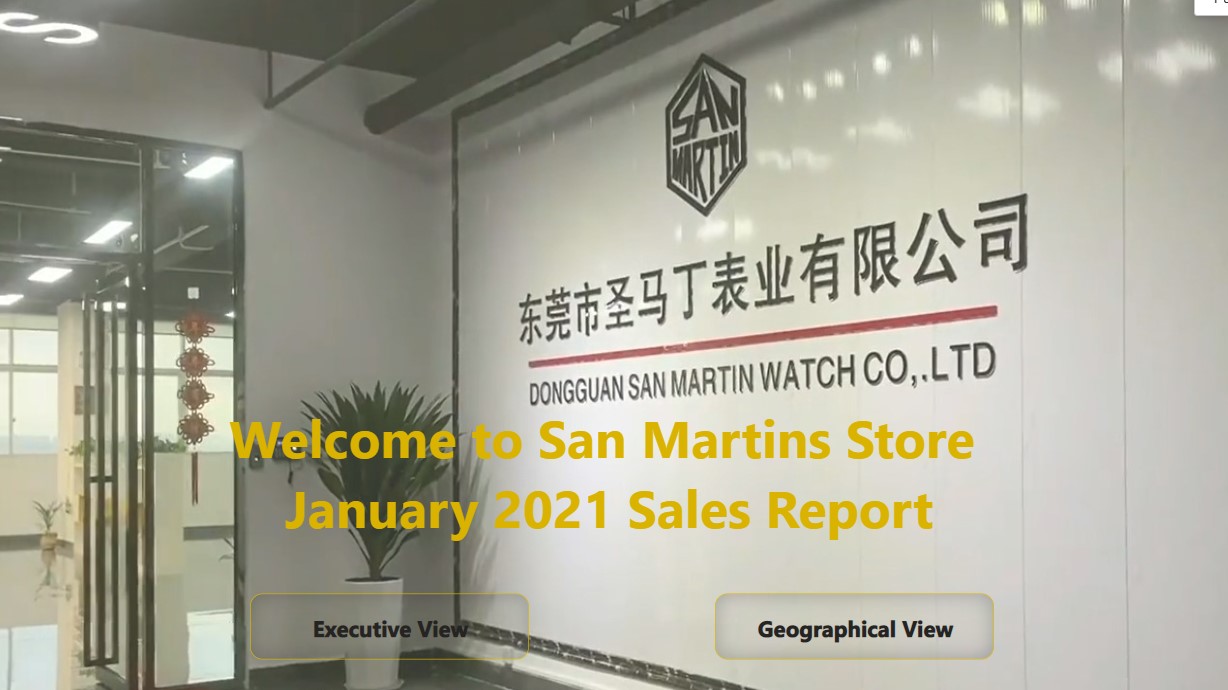 S
SAN
MARTIN
东莞市圣马丁表业有限公司
DONGGUAN SAN MARTIN WATCH CO,.LTD
Welcome to San Martins Store
January 2021 Sales Report
Executive View
Geographical View